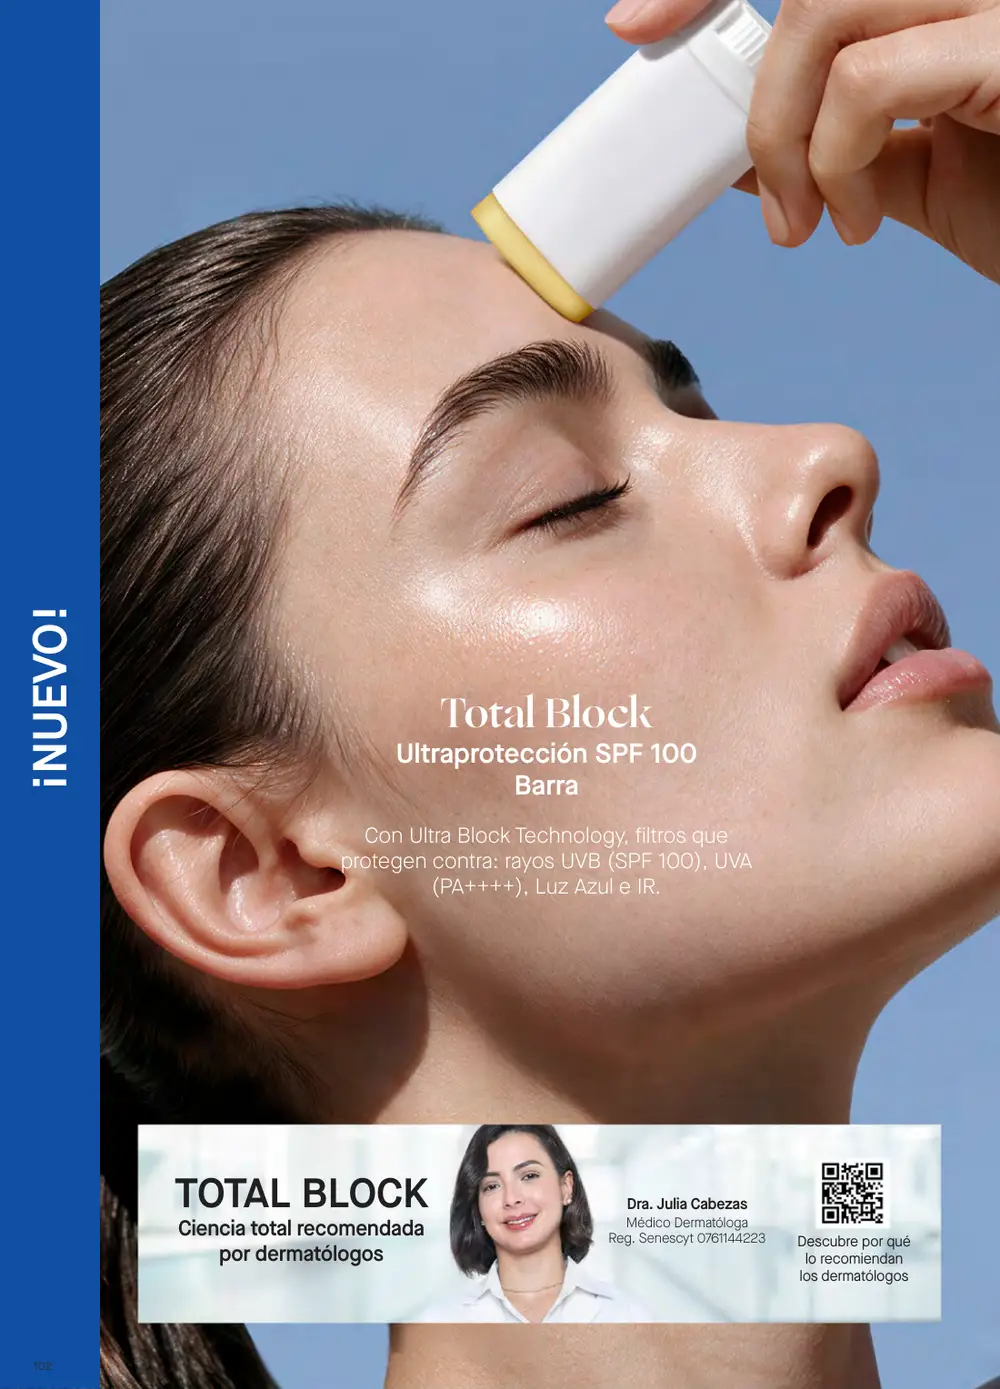 ¡NUEVO!
Total Block
Ultraprotección SPF 100
Barra
Con Ultra Block Technology, filtros que
protegen contra: rayos UVB (SPF 100), UVA
(PA++++), Luz Azul e IR.
TOTAL BLOCK
Ciencia total recomendada
por dermatólogos
Dra. Julia Cabezas
Médico Dermatóloga
Reg. Senescyt 0761144223
Descubre por qué
lo recomiendan
los dermatólogos
102